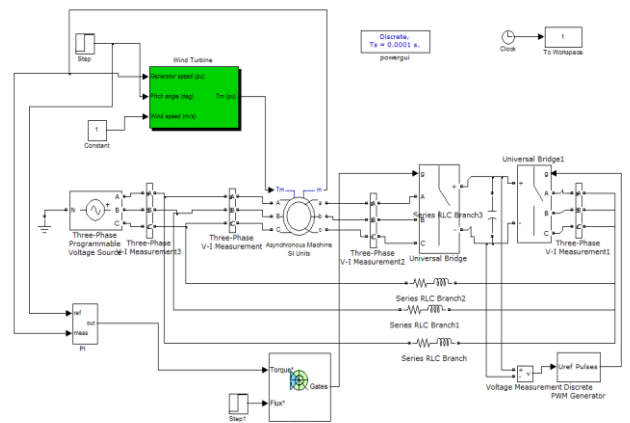 Discrete,
Ts = 0.0001 s.
powergui
Clock
t
To Workspace
Step
Wind Turbine
Generator speed (pu)
Pitch angle (deg)
Wind speed (m/s)
Tm (pu)
1
Constant
N
A
B
C
Three-Phase
Programmable
Voltage Source
Three-Phase
V-I Measurement3
Three-Phase
V-I Measurement
Tm
m
A
B
C
a
b
c
Asynchronous Machine
SI Units
Three-Phase
V-I Measurement2
g
A
B
C
+
-
Universal Bridge
Series RLC Branch3
Universal Bridge1
g
+
-
A
B
C
Three-Phase
V-I Measurement1
Series RLC Branch2
Series RLC Branch1
Series RLC Branch
ref
meas
out
PI
Torque*
Flux*
Gates
Step1
+
-
v
Voltage Measurement
Uref Pulses
Discrete
PWM Generator